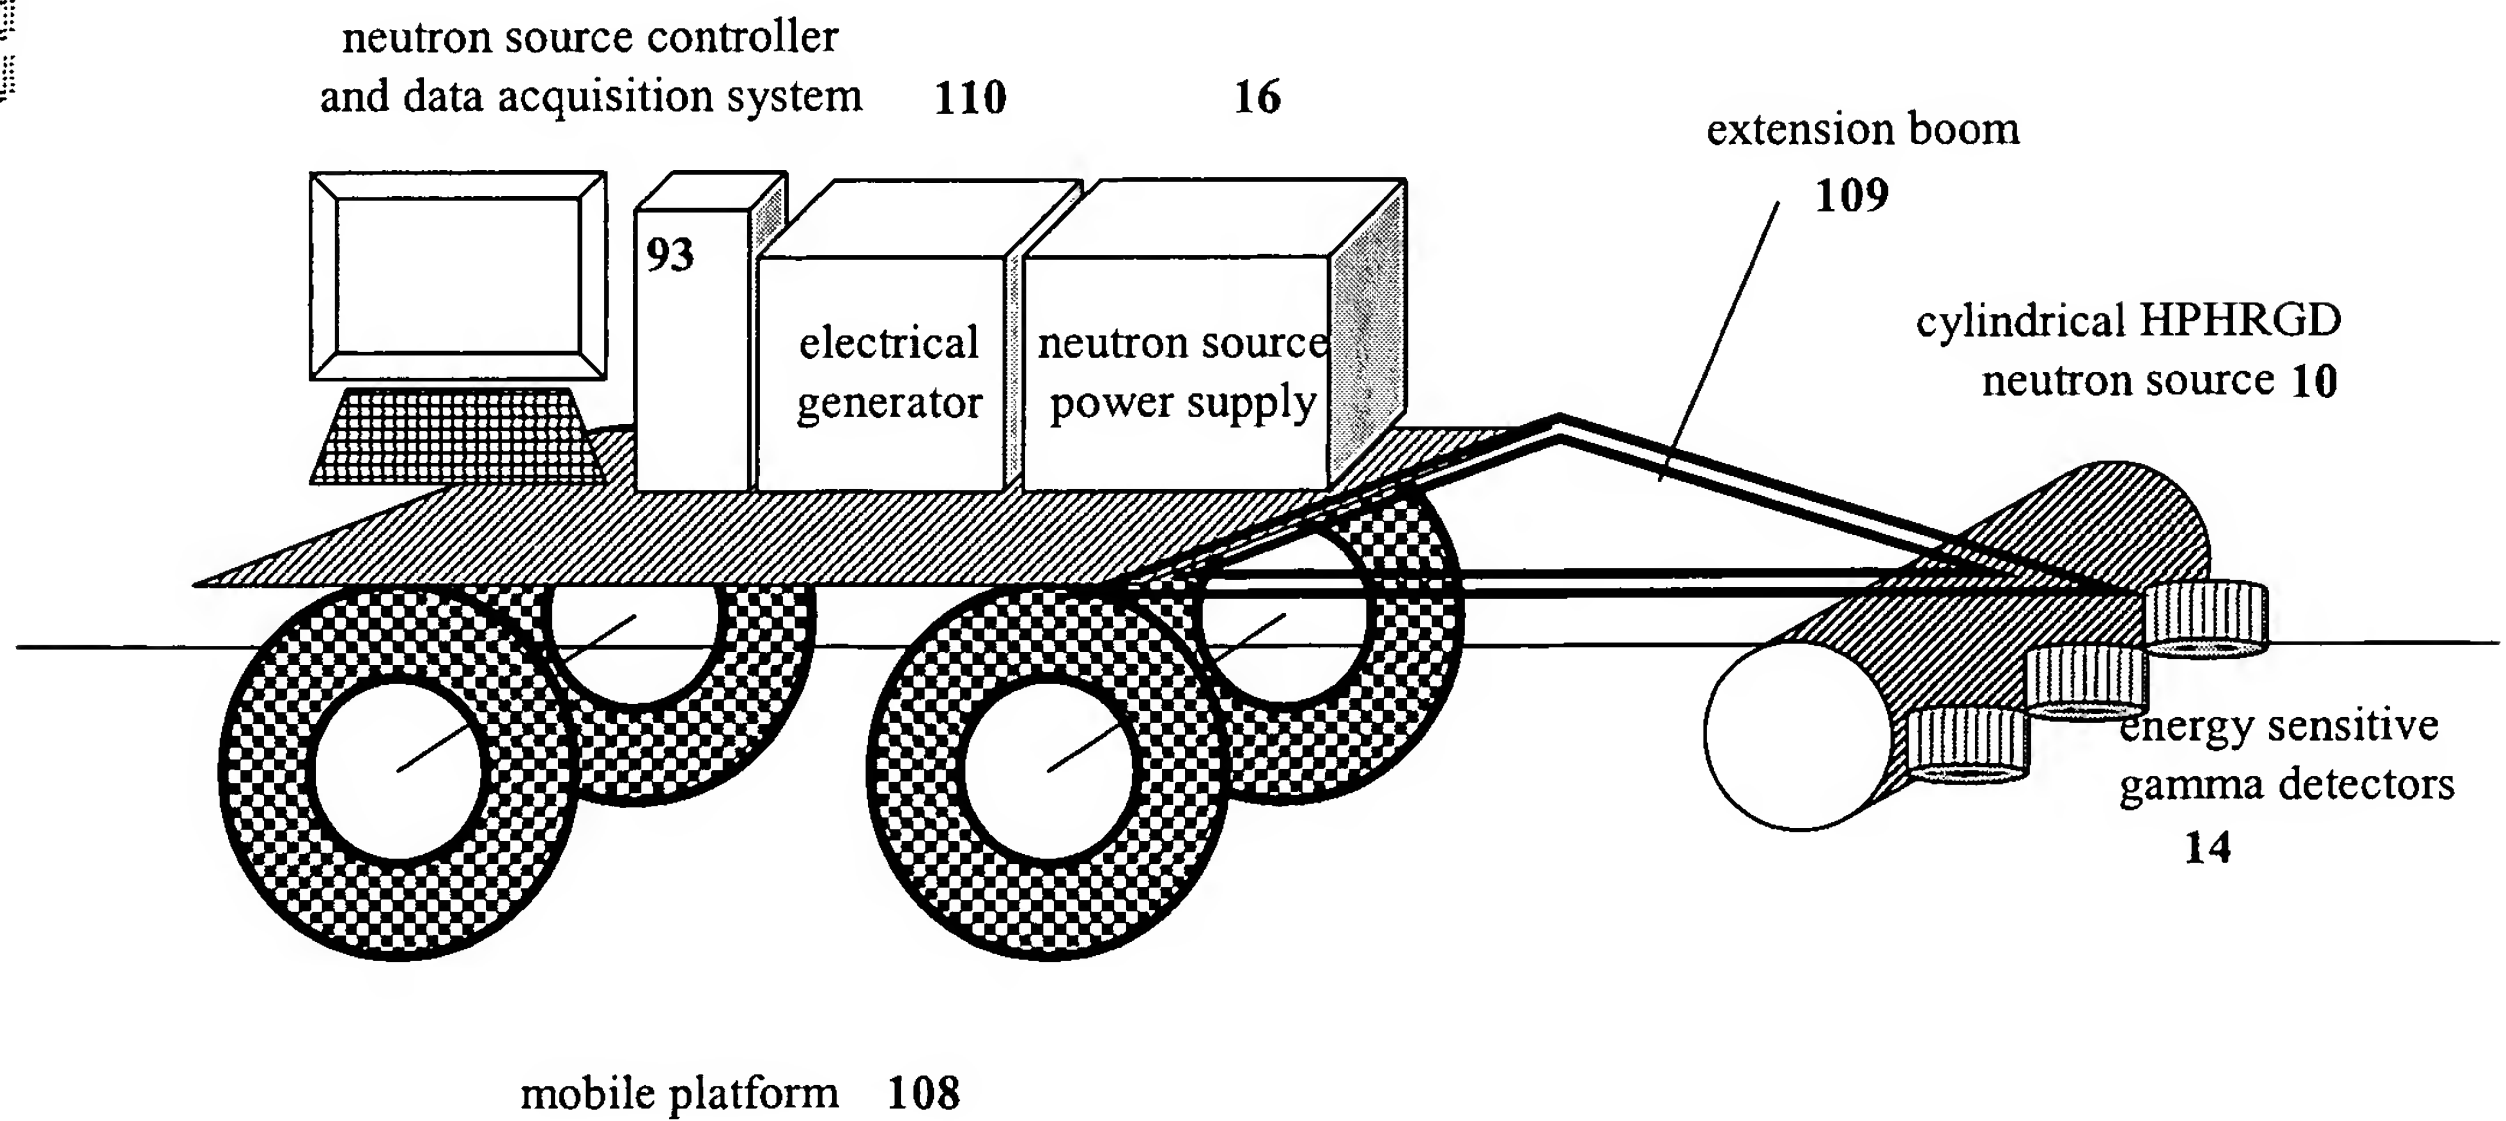 neutron source controller
and data acquisition system 110 16
extension boom
109
93
cylindrical HPHRGD
neutron source 10
electrical
generator
neutron source
power supply
energy sensitive
gamma detectors
14
mobile platform 108